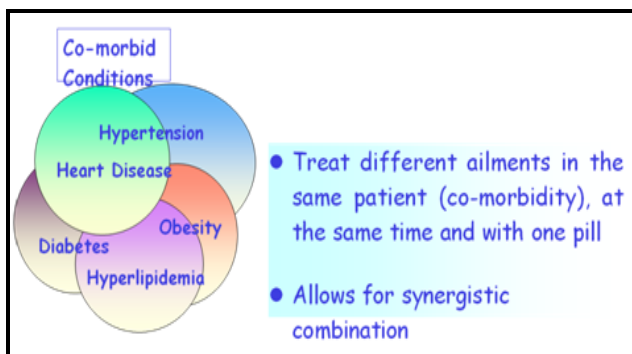 Co-morbid
Conditions
Hypertension
Heart Disease
Obesity
Diabetes
Hyperlipidemia
● Treat different ailments in the
same patient (co-morbidity), at
the same time and with one pill
● Allows for synergistic
combination